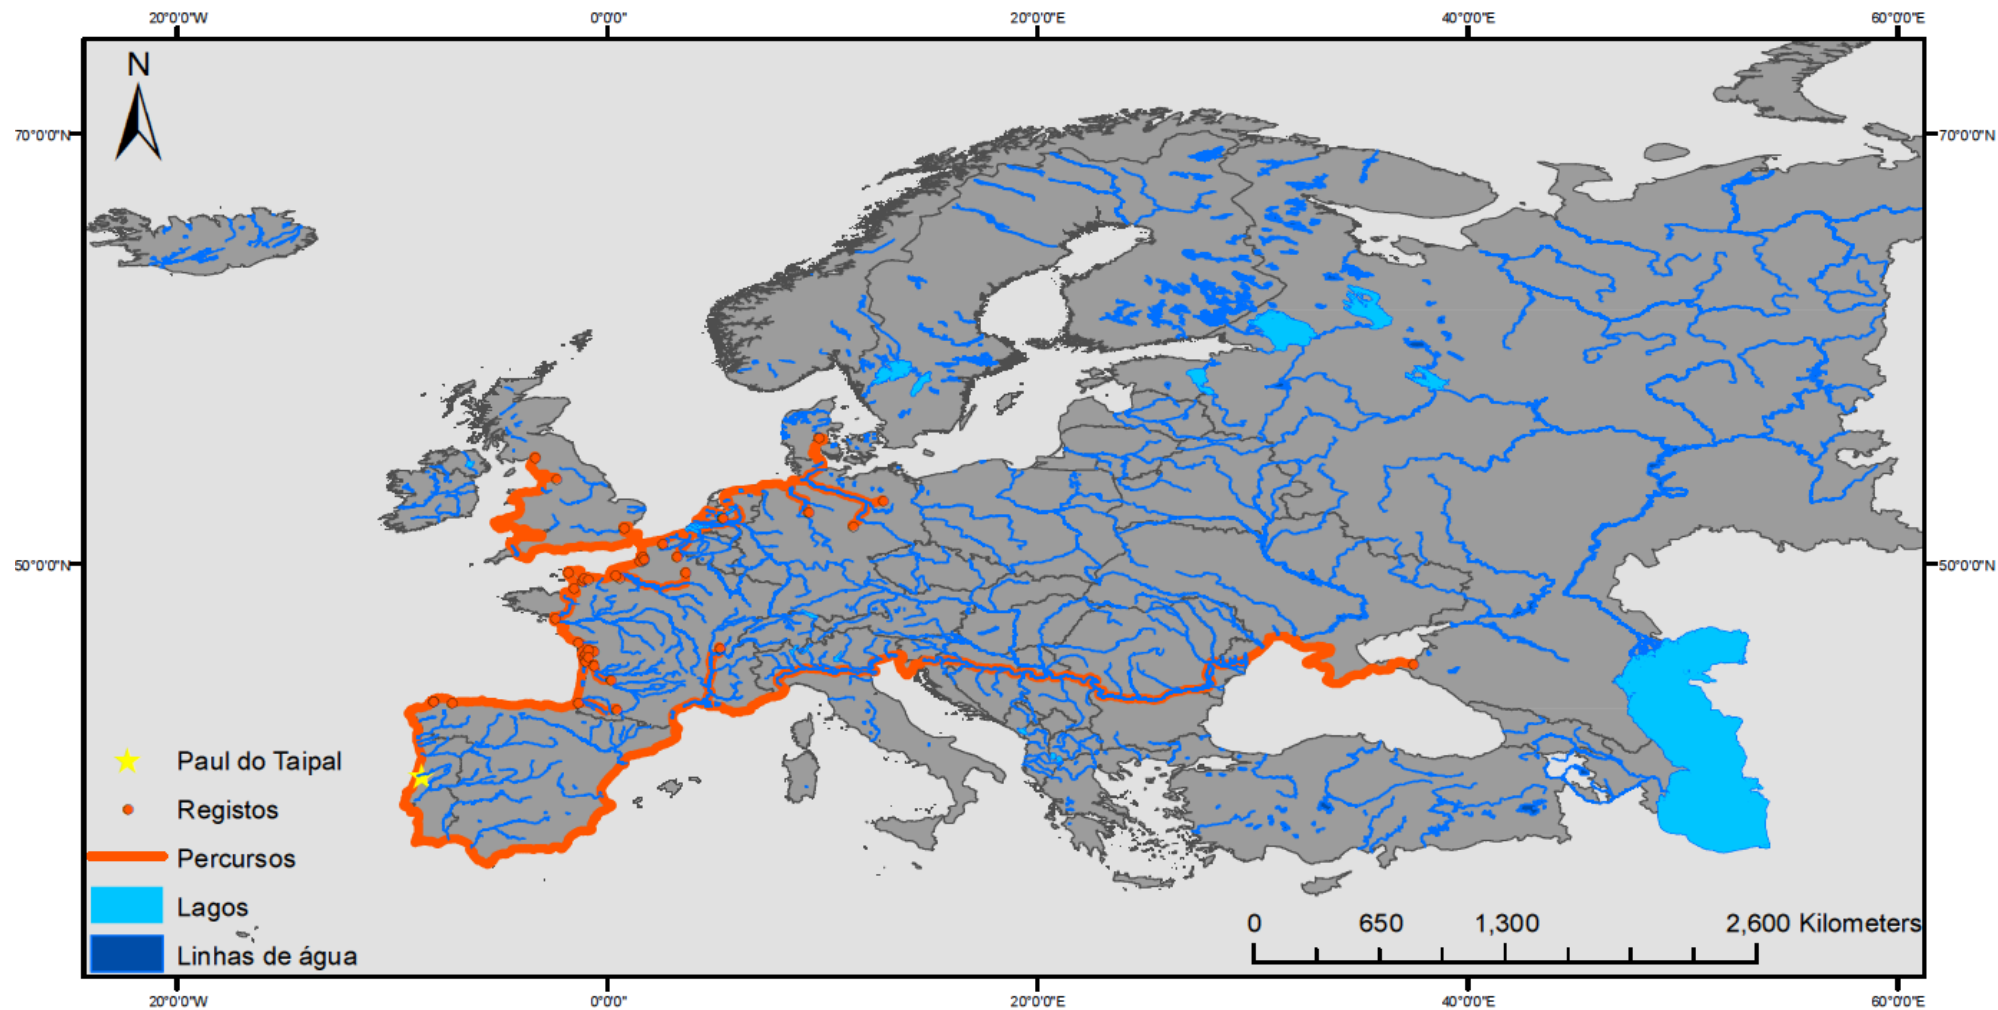 20°0'0"W 0°0'0" 20°0'0"E 40°0'0"E 60°0'0"E
N
70°0'0"N 70°0'0"N
50°0'0"N 50°0'0"N
Paul do Taipal
Registos
Percursos
Lagos
Linhas de água
0 650 1,300 2,600 Kilometers
20°0'0"W 0°0'0" 20°0'0"E 40°0'0"E 60°0'0"E